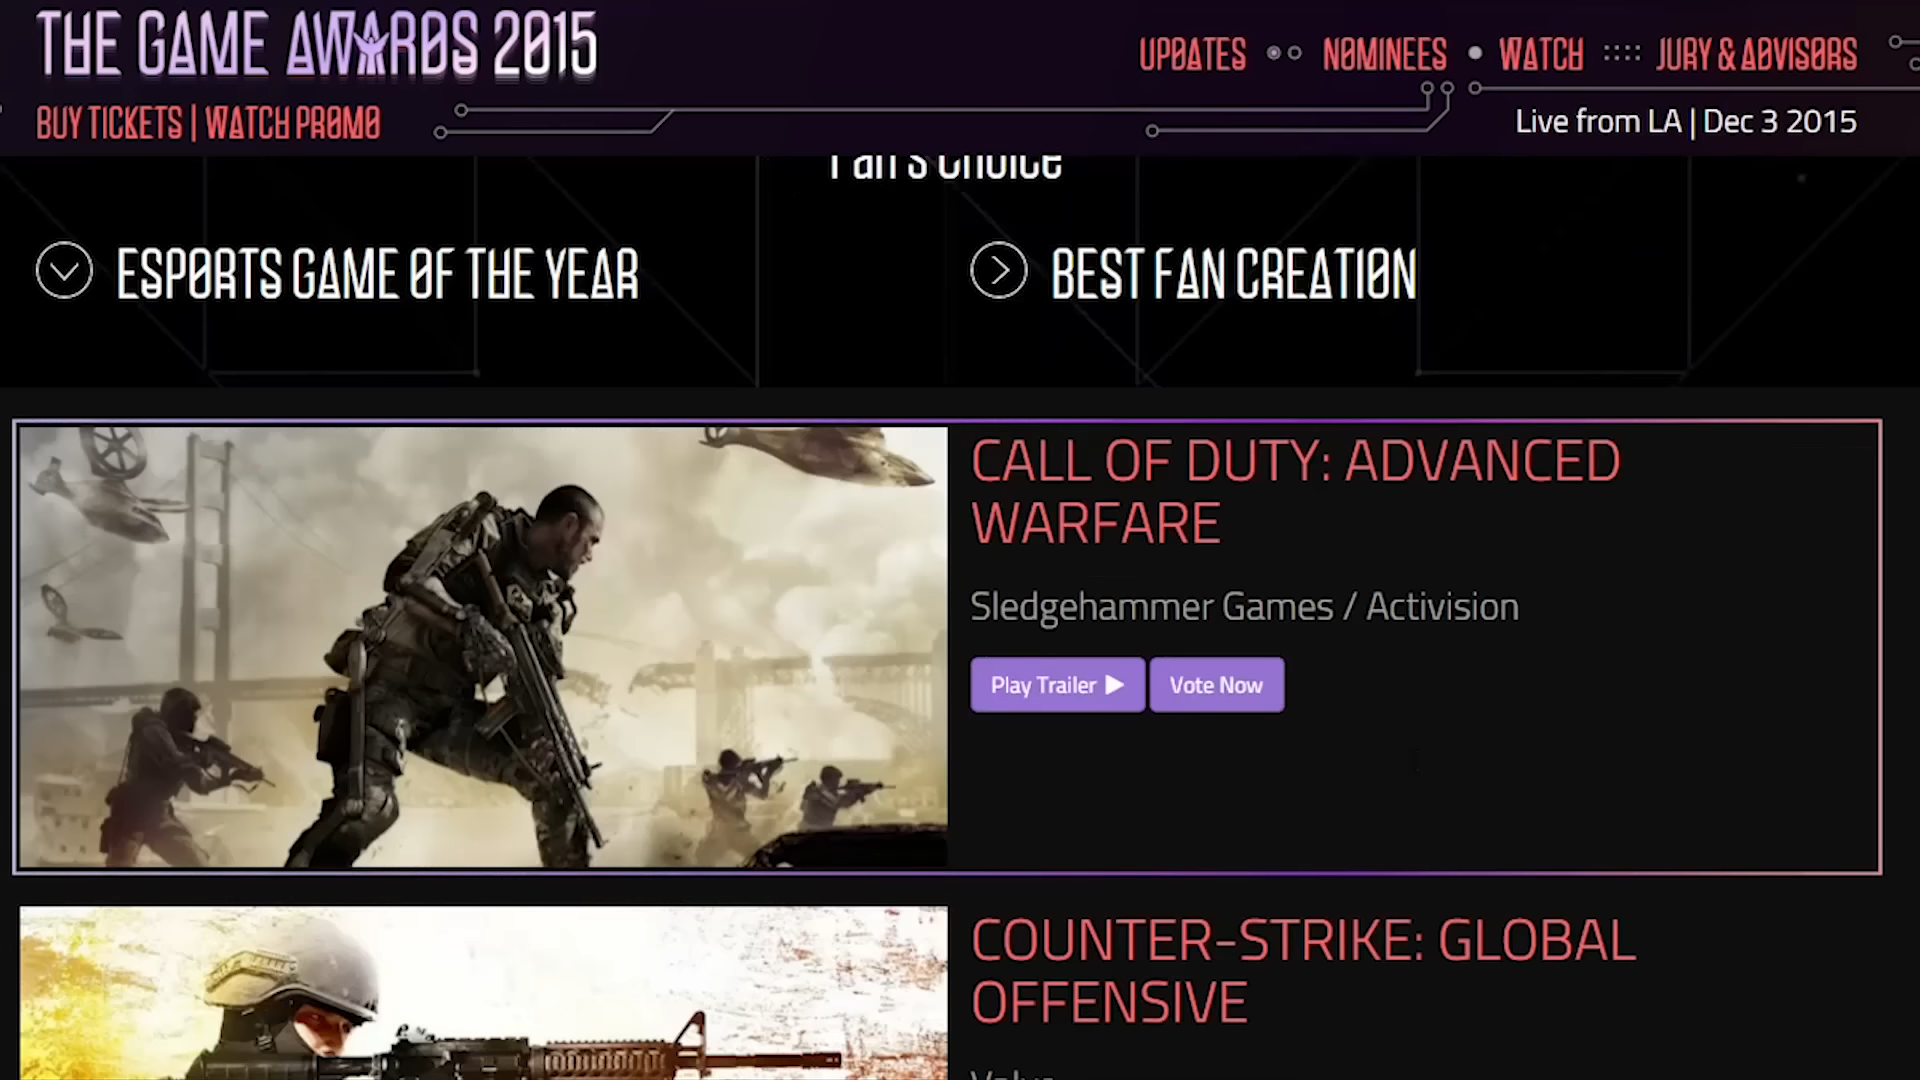 THE GAME AWARDS 2015
UPDATES NOMINEES WATCH JURY & ADVISORS
BUY TICKETS | WATCH PROMO
Live from LA | Dec 3 2015
Fan's Choice
ESPORTS GAME OF THE YEAR
BEST FAN CREATION
CALL OF DUTY: ADVANCED
WARFARE
Sledgehammer Games / Activision
Play Trailer Vote Now
COUNTER-STRIKE: GLOBAL
OFFENSIVE